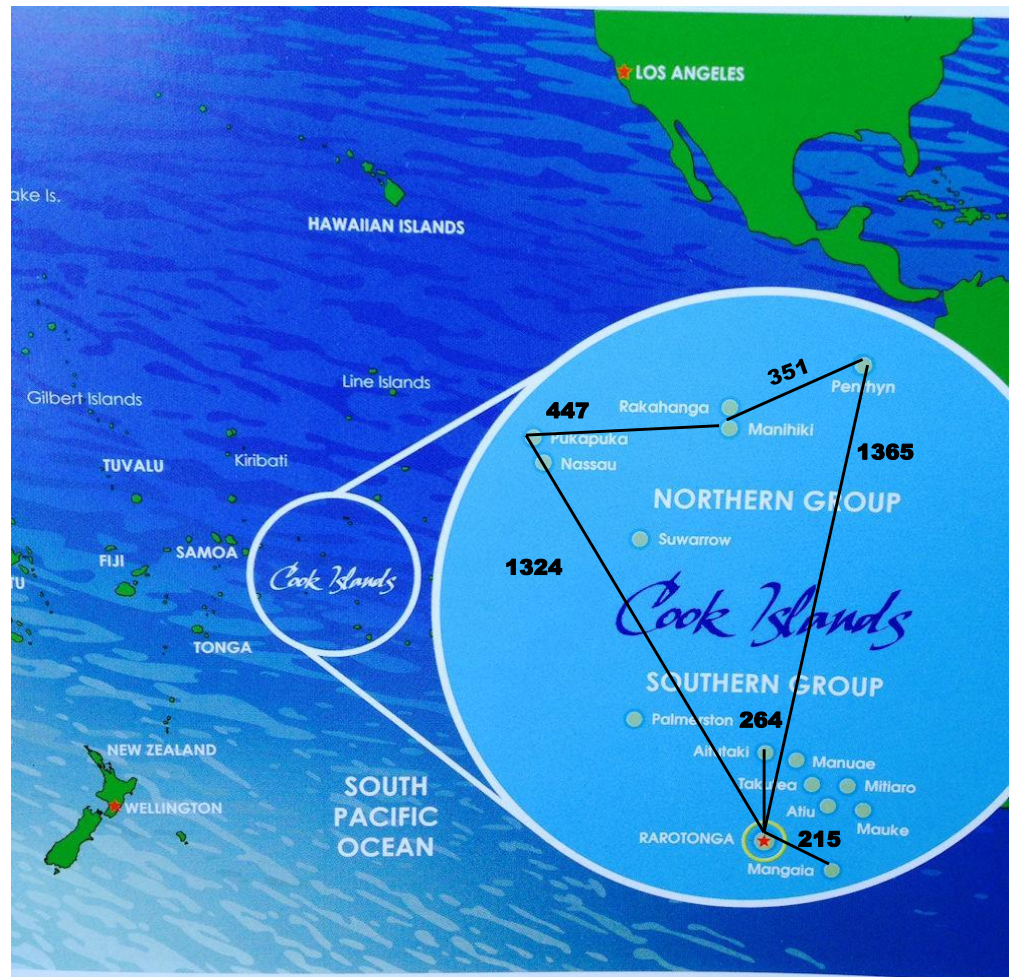 LOS ANGELES
ake Is.
HAWAIIAN ISLANDS
Line Islands
Gilbert Islands
Kiribati
TUVALU
SAMOA
FIJI
'U
TONGA
Cook Islands
NEW ZEALAND
WELLINGTON
SOUTH
PACIFIC
OCEAN
351
Penrhyn
Rakahanga
447
Manihiki
Pukapuka
1365
Nassau
NORTHERN GROUP
Suwarrow
1324
Cook Islands
SOUTHERN GROUP
Palmerston 264
Aitutaki
Manuae
Takutea
Mitiaro
Atiu
Mauke
RAROTONGA
215
Mangaia